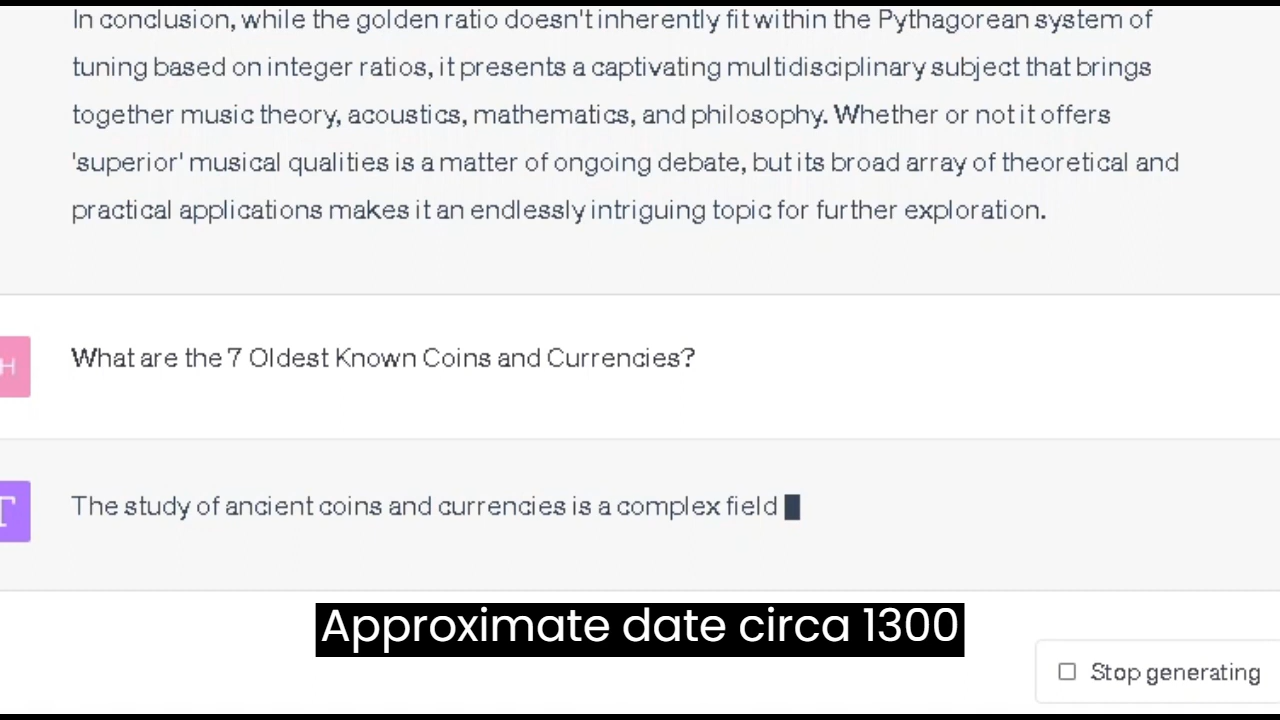 In conclusion, while the golden ratio doesn't inherently fit within the Pythagorean system of
tuning based on integer ratios, it presents a captivating multidisciplinary subject that brings
together music theory, acoustics, mathematics, and philosophy. Whether or not it offers
'superior' musical qualities is a matter of ongoing debate, but its broad array of theoretical and
practical applications makes it an endlessly intriguing topic for further exploration.
H
What are the 7 Oldest Known Coins and Currencies?
T
The study of ancient coins and currencies is a complex field
Approximate date circa 1300
Stop generating